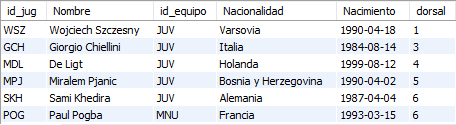 id_jug Nombre id_equipo Nacionalidad Nacimiento dorsal
WSZ Wojciech Szczesny JUV Varsovia 1990-04-18 1
GCH Giorgio Chiellini JUV Italia 1984-08-14 3
MDL De Ligt JUV Holanda 1999-08-12 4
MPJ Miralem Pjanic JUV Bosnia y Herzegovina 1990-04-02 5
SKH Sami Khedira JUV Alemania 1987-04-04 6
POG Paul Pogba MNU Francia 1993-03-15 6